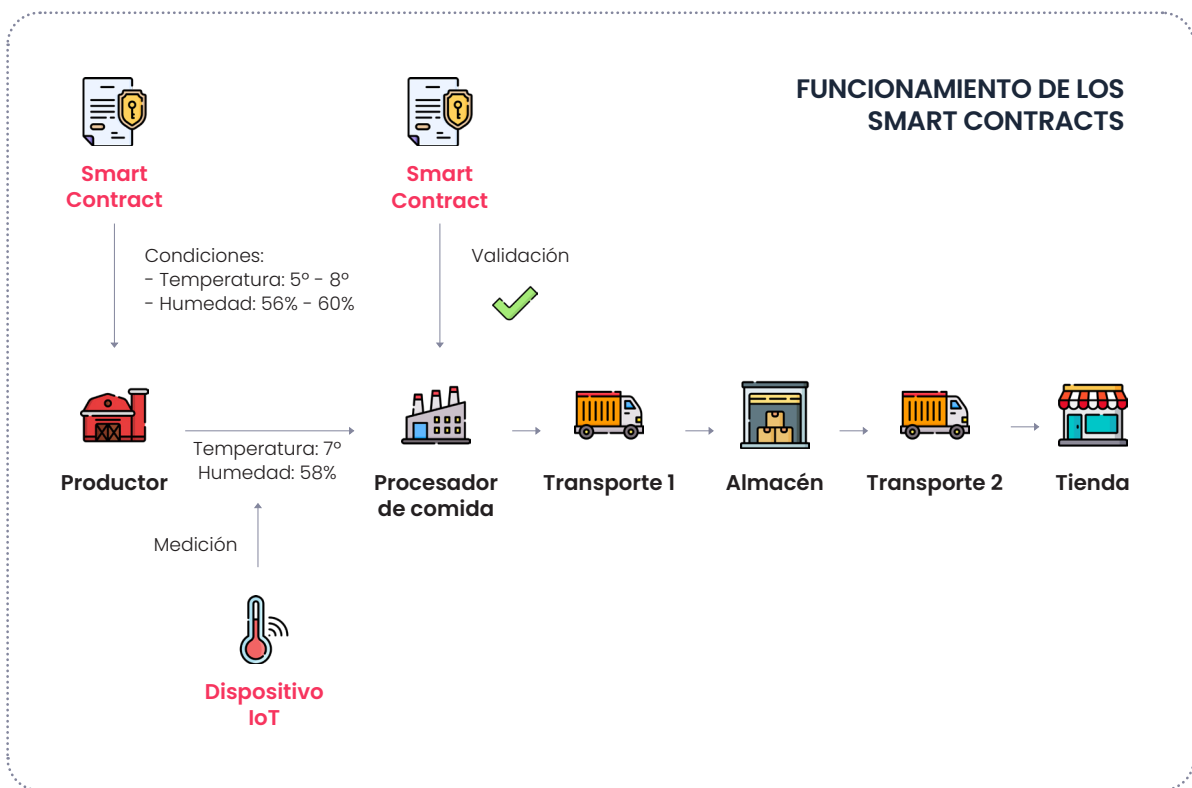 FUNCIONAMIENTO DE LOS
SMART CONTRACTS
Smart
Contract
Smart
Contract
Condiciones:
- Temperatura: 5º - 8º
- Humedad: 56% - 60%
Validación
Temperatura: 7º
Humedad: 58%
Productor
Procesador
de comida
Transporte 1
Almacén
Transporte 2
Tienda
Medición
Dispositivo
IoT